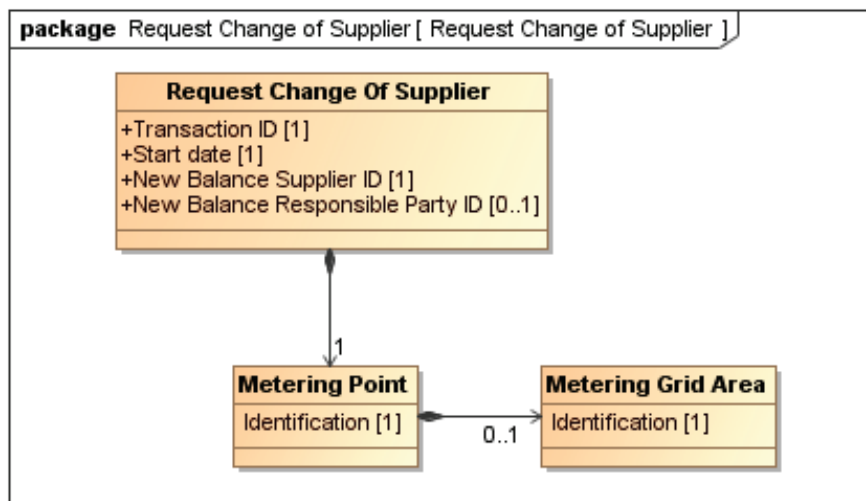 package Request Change of Supplier [ Request Change of Supplier ]
Request Change Of Supplier
+Transaction ID [1]
+Start date [1]
+New Balance Supplier ID [1]
+New Balance Responsible Party ID [0..1]
1
Metering Point
Identification [1]
0..1
Metering Grid Area
Identification [1]